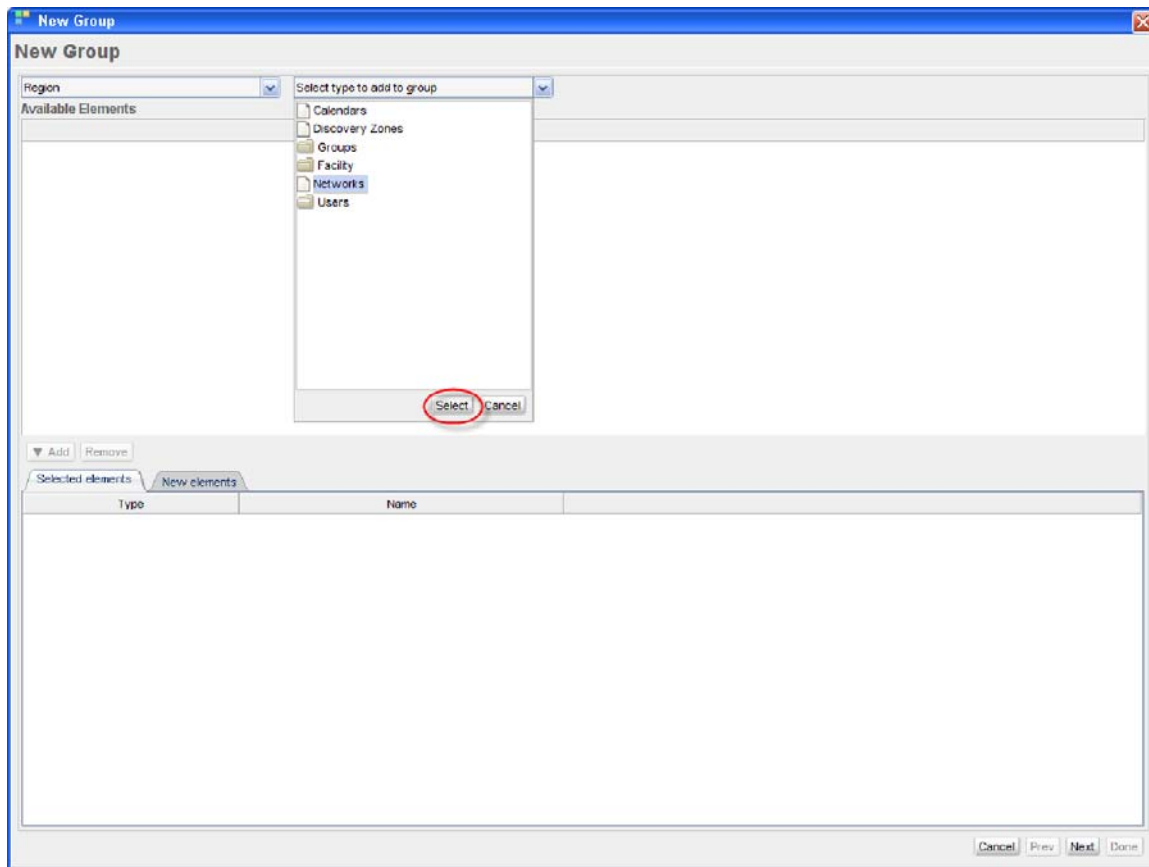 New Group
New Group
Region Select type to add to group
Available Elements
Calendars
Discovery Zones
Groups
Facility
Networks
Users
Select Cancel
▼ Add Remove
Selected elements New elements
Type Name
Cancel Prev Next Done